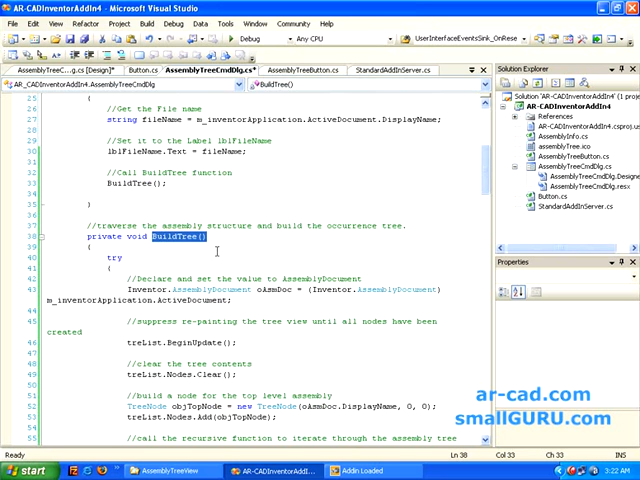 AR-CADInventorAddIn4 - Microsoft Visual Studio
File Edit View Refactor Project Build Debug Data Tools Window Community Help
Debug Any CPU UserInterfaceEventsSink_OnRese
AssemblyTreeC...g.cs [Design]* Button.cs AssemblyTreeCmdDlg.cs* AssemblyTreeButton.cs StandardAddInServer.cs
AR_CADInventorAddIn4.AssemblyTreeCmdDlg BuildTree()
25 {
26 //Get the File name
27 string fileName = m_inventorApplication.ActiveDocument.DisplayName;
28
29 //Set it to the Label lblFileName
30 lblFileName.Text = fileName;
31
32 //Call BuildTree function
33 BuildTree();
34
35 }
36
37 //traverse the assembly structure and build the occurrence tree.
38 private void BuildTree()
39 {
40 try
41 {
42 //Declare and set the value to AssemblyDocument
43 Inventor.AssemblyDocument oAsmDoc = (Inventor.AssemblyDocument)
m_inventorApplication.ActiveDocument;
44
45 //suppress re-painting the tree view until all nodes have been
created
46 treList.BeginUpdate();
47
48 //clear the tree contents
49 treList.Nodes.Clear();
50
51 //build a node for the top level assembly
52 TreeNode objTopNode = new TreeNode(oAsmDoc.DisplayName, 0, 0);
53 treList.Nodes.Add(objTopNode);
54
55 //call the recursive function to iterate through the assembly tree
Solution Explorer
Solution 'AR-CADInventorAddIn4' (1 proje
AR-CADInventorAddIn4
Properties
References
AR-CADInventorAddIn4.csproj.us
AssemblyInfo.cs
assemblyTree.ico
AssemblyTreeButton.cs
AssemblyTreeCmdDlg.cs
AssemblyTreeCmdDlg.Designe
AssemblyTreeCmdDlg.resx
Button.cs
StandardAddInServer.cs
Properties
ar-cad.com
smallGURU.com
Ready Ln 38 Col 33 Ch 33 INS
start AssemblyTreeView AR-CADInventorAddI... Addin Loaded 3:22 AM